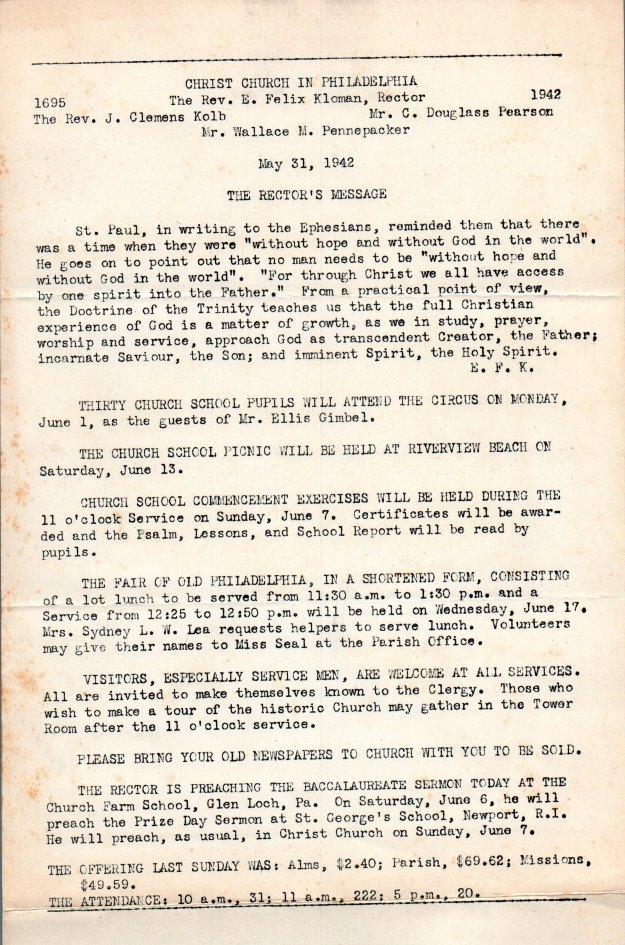 CHRIST CHURCH IN PHILADELPHIA
1695 The Rev. E. Felix Kloman, Rector 1942
The Rev. J. Clemens Kolb Mr. C. Douglass Pearson
Mr. Wallace M. Pennepacker
May 31, 1942
THE RECTOR'S MESSAGE
St. Paul, in writing to the Ephesians, reminded them that there
was a time when they were "without hope and without God in the world".
He goes on to point out that no man needs to be "without hope and
without God in the world". "For through Christ we all have access
by one spirit into the Father." From a practical point of view,
the Doctrine of the Trinity teaches us that the full Christian
experience of God is a matter of growth, as we in study, prayer,
worship and service, approach God as transcendent Creator, the Father;
incarnate Saviour, the Son; and imminent Spirit, the Holy Spirit.
E. F. K.
THIRTY CHURCH SCHOOL PUPILS WILL ATTEND THE CIRCUS ON MONDAY,
June 1, as the guests of Mr. Ellis Gimbel.
THE CHURCH SCHOOL PICNIC WILL BE HELD AT RIVERVIEW BEACH ON
Saturday, June 13.
CHURCH SCHOOL COMMENCEMENT EXERCISES WILL BE HELD DURING THE
11 o'clock Service on Sunday, June 7. Certificates will be awar-
ded and the Psalm, Lessons, and School Report will be read by
pupils.
THE FAIR OF OLD PHILADELPHIA, IN A SHORTENED FORM, CONSISTING
of a lot lunch to be served from 11:30 a.m. to 1:30 p.m. and a
Service from 12:25 to 12:50 p.m. will be held on Wednesday, June 17.
Mrs. Sydney L. W. Lea requests helpers to serve lunch. Volunteers
may give their names to Miss Seal at the Parish Office.
VISITORS, ESPECIALLY SERVICE MEN, ARE WELCOME AT ALL SERVICES.
All are invited to make themselves known to the Clergy. Those who
wish to make a tour of the historic Church may gather in the Tower
Room after the 11 o'clock service.
PLEASE BRING YOUR OLD NEWSPAPERS TO CHURCH WITH YOU TO BE SOLD.
THE RECTOR IS PREACHING THE BACCALAUREATE SERMON TODAY AT THE
Church Farm School, Glen Loch, Pa. On Saturday, June 6, he will
preach the Prize Day Sermon at St. George's School, Newport, R.I.
He will preach, as usual, in Christ Church on Sunday, June 7.
THE OFFERING LAST SUNDAY WAS: Alms, $2.40; Parish, $69.62; Missions,
$49.59.
THE ATTENDANCE: 10 a.m., 31; 11 a.m., 222; 5 p.m., 20.